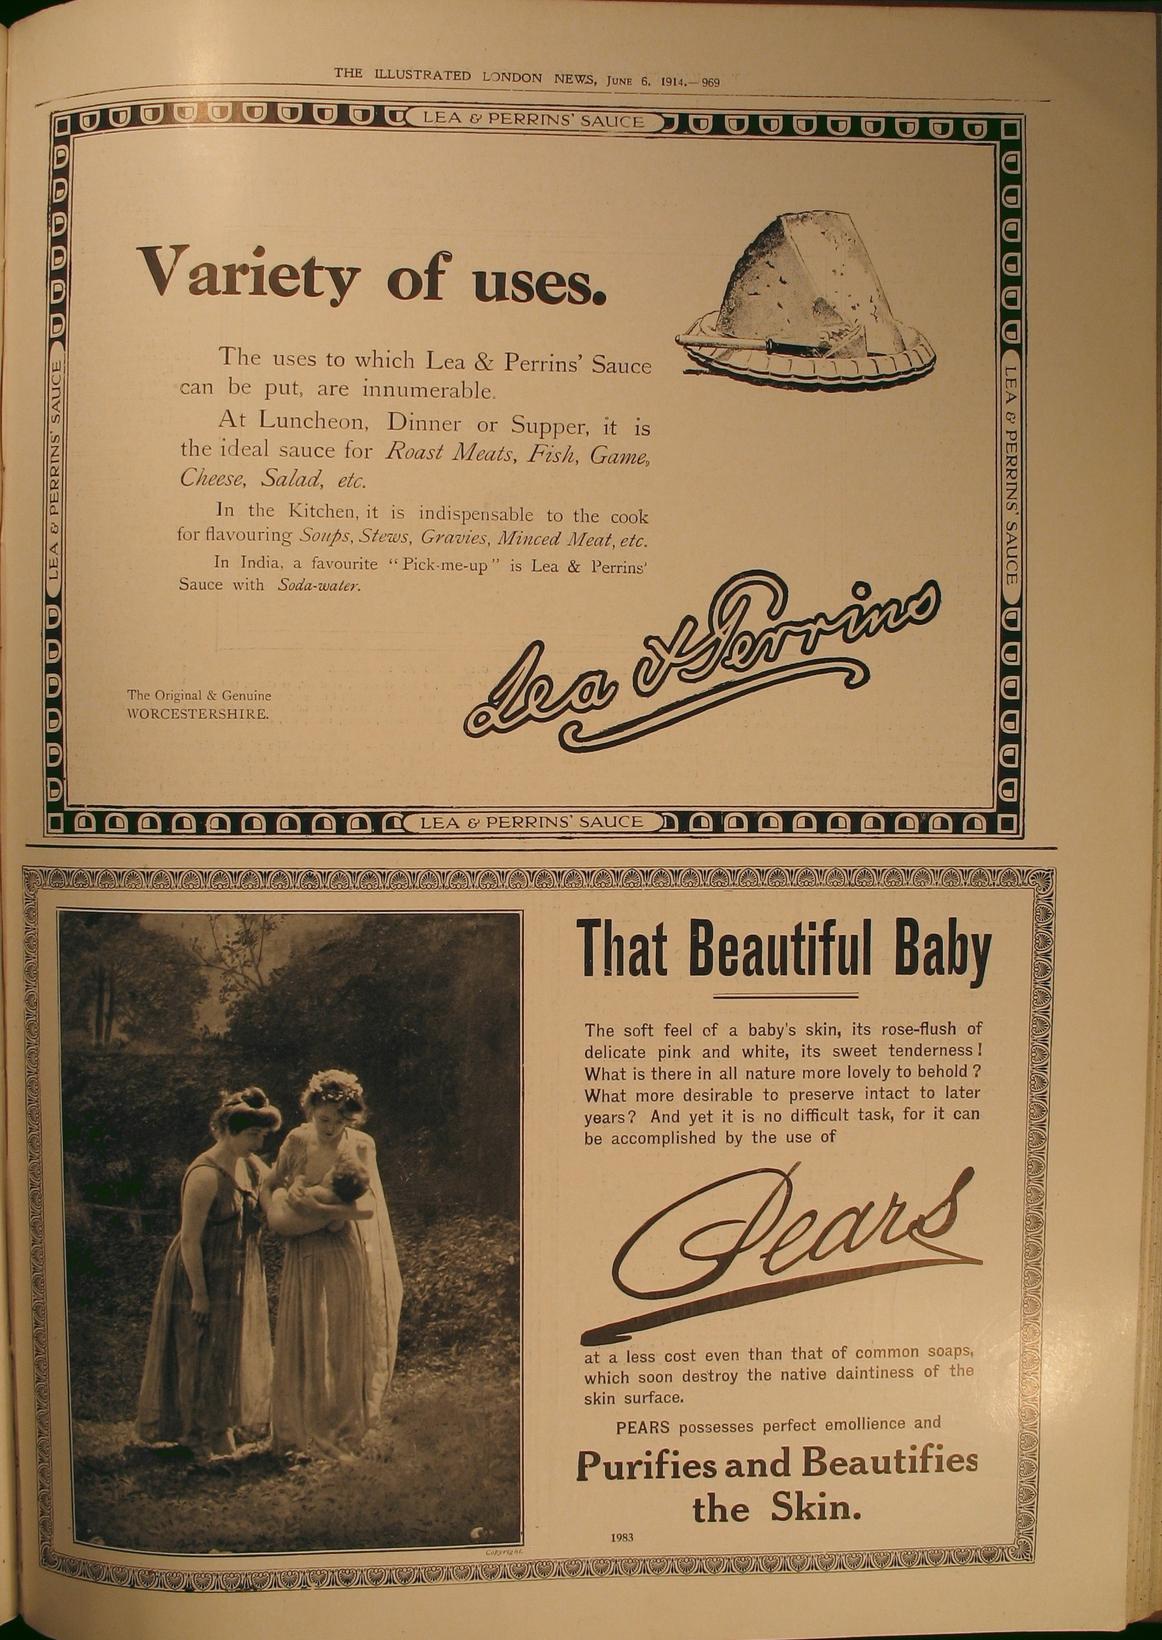 THE ILLUSTRATED LONDON NEWS, JUNE 6, 1914.—969
LEA & PERRINS' SAUCE
LEA & PERRINS' SAUCE
LEA & PERRINS' SAUCE
Variety of uses.
The uses to which Lea & Perrins' Sauce
can be put, are innumerable.
At Luncheon, Dinner or Supper, it is
the ideal sauce for Roast Meats, Fish, Game,
Cheese, Salad, etc.
In the Kitchen, it is indispensable to the cook
for flavouring Soups, Stews, Gravies, Minced Meat, etc.
In India, a favourite "Pick-me-up" is Lea & Perrins'
Sauce with Soda-water.
Lea & Perrins
The Original & Genuine
WORCESTERSHIRE.
LEA & PERRINS' SAUCE
That Beautiful Baby
The soft feel of a baby's skin, its rose-flush of
delicate pink and white, its sweet tenderness!
What is there in all nature more lovely to behold?
What more desirable to preserve intact to later
years? And yet it is no difficult task, for it can
be accomplished by the use of
Pears
at a less cost even than that of common soaps,
which soon destroy the native daintiness of the
skin surface.
PEARS possesses perfect emollience and
Purifies and Beautifies
the Skin.
1983
Copyright